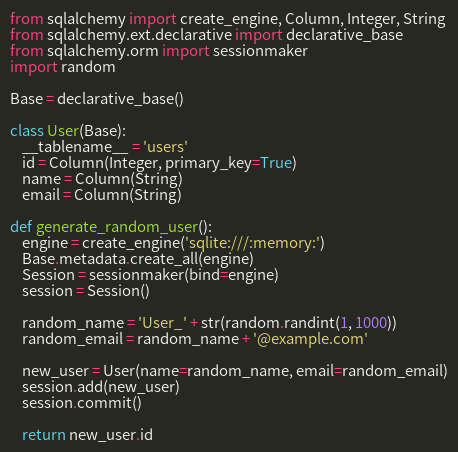 from sqlalchemy import create_engine, Column, Integer, String
from sqlalchemy.ext.declarative import declarative_base
from sqlalchemy.orm import sessionmaker
import random

Base = declarative_base()

class User(Base):
    __tablename__ = 'users'
    id = Column(Integer, primary_key=True)
    name = Column(String)
    email = Column(String)

def generate_random_user():
    engine = create_engine('sqlite:///:memory:')
    Base.metadata.create_all(engine)
    Session = sessionmaker(bind=engine)
    session = Session()

    random_name = 'User_' + str(random.randint(1, 1000))
    random_email = random_name + '@example.com'

    new_user = User(name=random_name, email=random_email)
    session.add(new_user)
    session.commit()

    return new_user.id